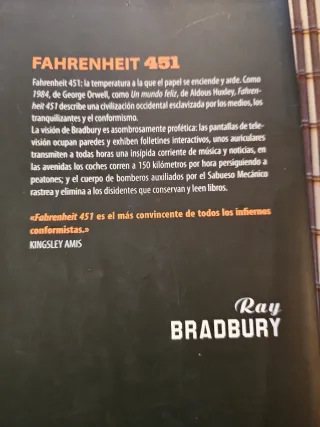 FAHRENHEIT 451
Fahrenheit 451: la temperatura a la que el papel se enciende y arde. Como
1984, de George Orwell, como Un mundo feliz, de Aldous Huxley, Fahren-
heit 451 describe una civilización occidental esclavizada por los medios, los
tranquilizantes y el conformismo.
La visión de Bradbury es asombrosamente profética: las pantallas de tele-
visión ocupan paredes y exhiben folletines interactivos, unos auriculares
transmiten a todas horas una insípida corriente de música y noticias, en
las avenidas los coches corren a 150 kilómetros por hora persiguiendo a
peatones; y el cuerpo de bomberos auxiliados por el Sabueso Mecánico
rastrea y elimina a los disidentes que conservan y leen libros.
«Fahrenheit 451 es el más convincente de todos los infiernos
conformistas.»
KINGSLEY AMIS
Ray
BRADBURY